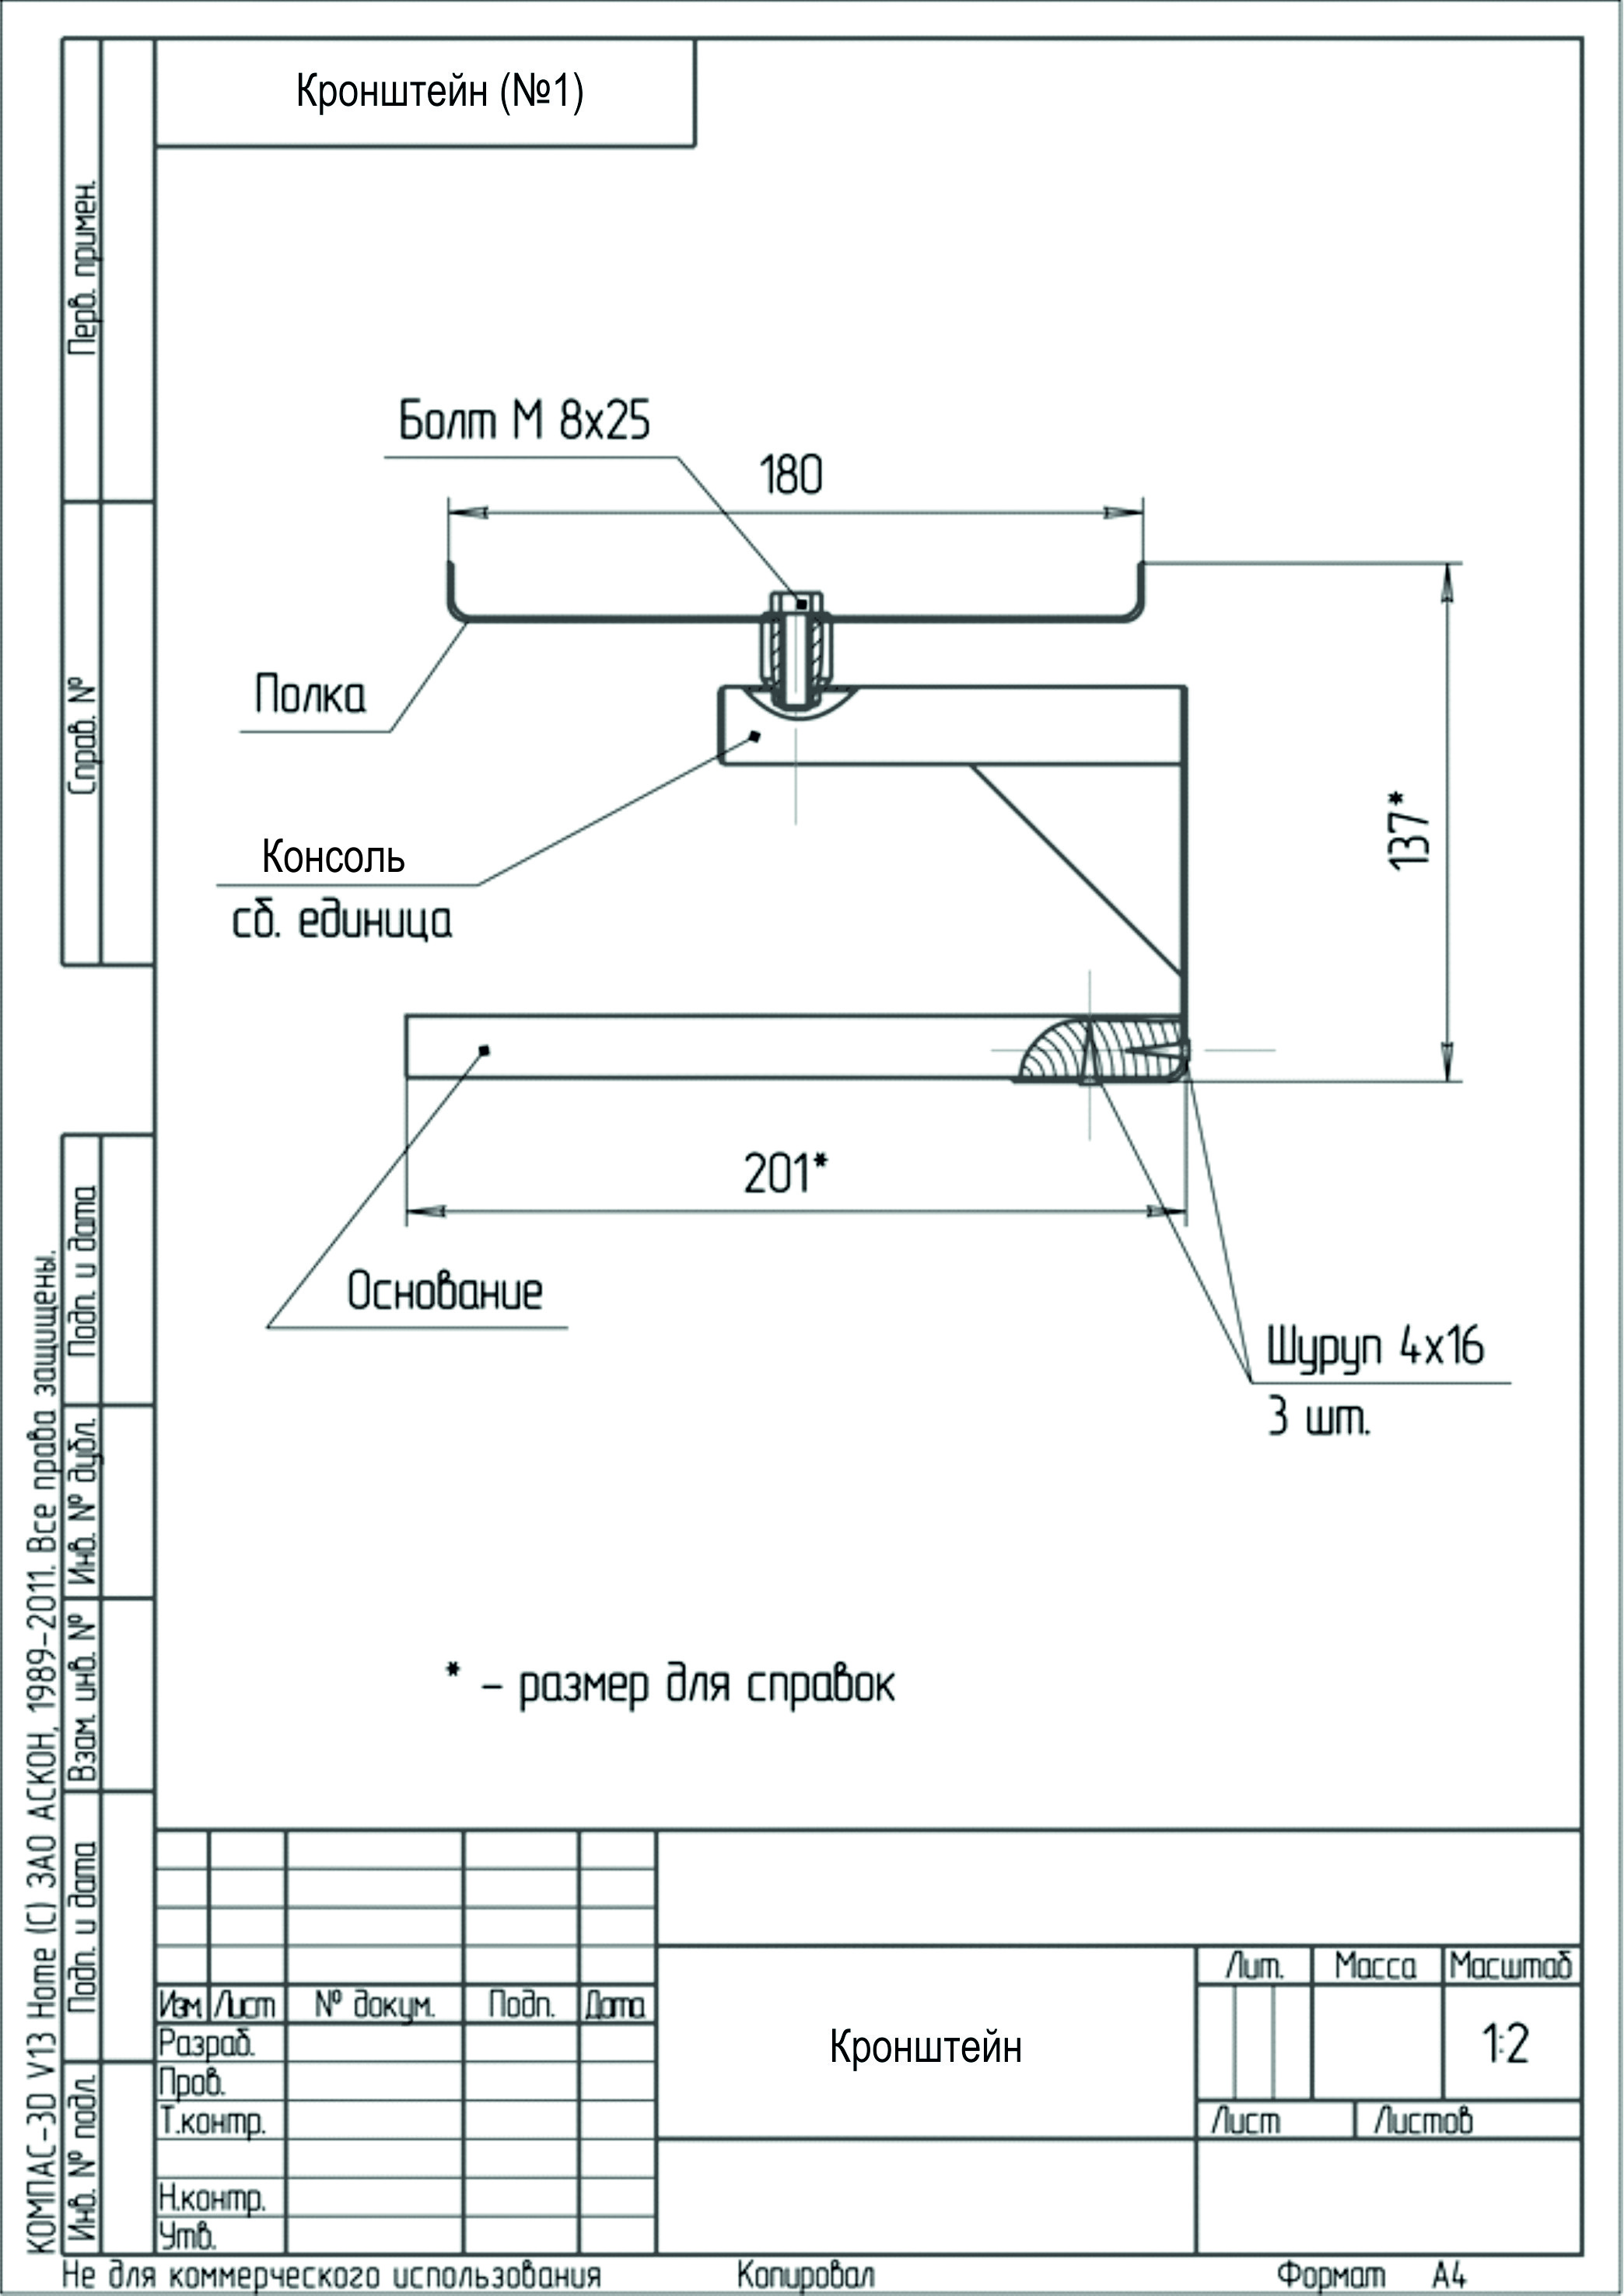 Кронштейн (№1)
Перв. примен.
Справ. №
Болт М 8х25
180
Полка
Консоль
сб. единица
137*
201*
Основание
Шуруп 4х16
3 шт.
* – размер для справок
КОМПАС-3D V13 Home (С) ЗАО АСКОН, 1989-2011. Все права защищены.
Подп. и дата
Инв. № дубл.
Взам. инв. №
Подп. и дата
Инв. № подл.
Изм Лист № докум. Подп. Дата
Разраб.
Пров.
Т.контр.
Н.контр.
Утв.
Кронштейн
Лит. Масса Масштаб
1:2
Лист Листов
Не для коммерческого использования Копировал Формат А4